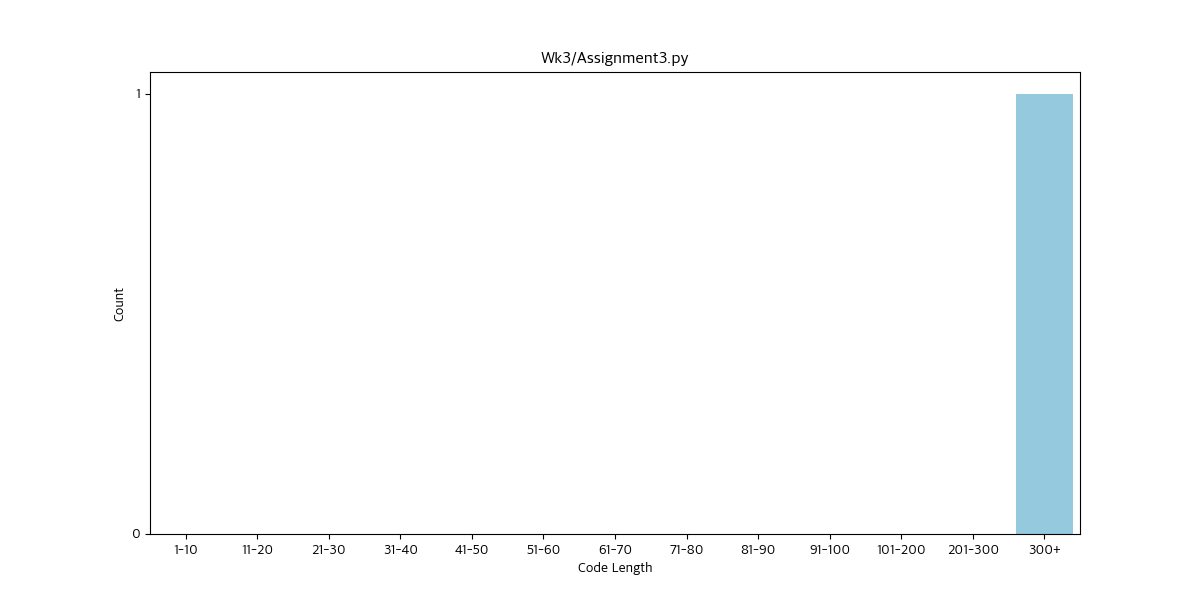 Wk3/Assignment3.py
Count
1
0
1-10 11-20 21-30 31-40 41-50 51-60 61-70 71-80 81-90 91-100 101-200 201-300 300+
Code Length